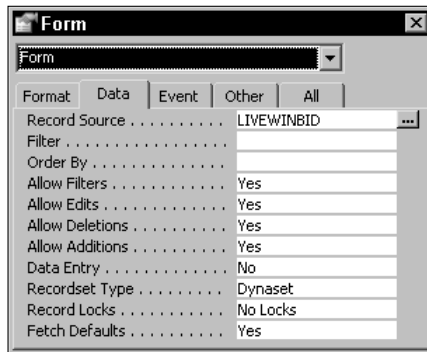 Form
Form
Format Data Event Other All
Record Source . . . . . . . . . . LIVEWINBID ...
Filter . . . . . . . . . . . . . . . . . .
Order By . . . . . . . . . . . . . . .
Allow Filters . . . . . . . . . . . . Yes
Allow Edits . . . . . . . . . . . . . Yes
Allow Deletions . . . . . . . . . Yes
Allow Additions . . . . . . . . . Yes
Data Entry . . . . . . . . . . . . . No
Recordset Type . . . . . . . . . Dynaset
Record Locks . . . . . . . . . . . No Locks
Fetch Defaults . . . . . . . . . . Yes